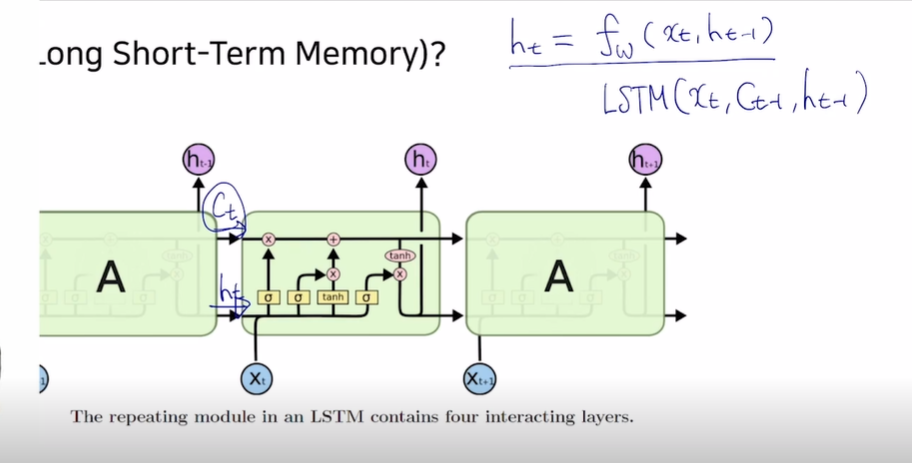 ong Short-Term Memory)?
hₜ = f_w (xₜ, hₜ₋₁)
LSTM(xₜ, Cₜ₋₁, hₜ₋₁)
hₜ₋₁ hₜ hₜ₊₁
Cₜ
x + tanh
A x x A
hₜ
σ σ tanh σ
Xₜ Xₜ₊₁
The repeating module in an LSTM contains four interacting layers.